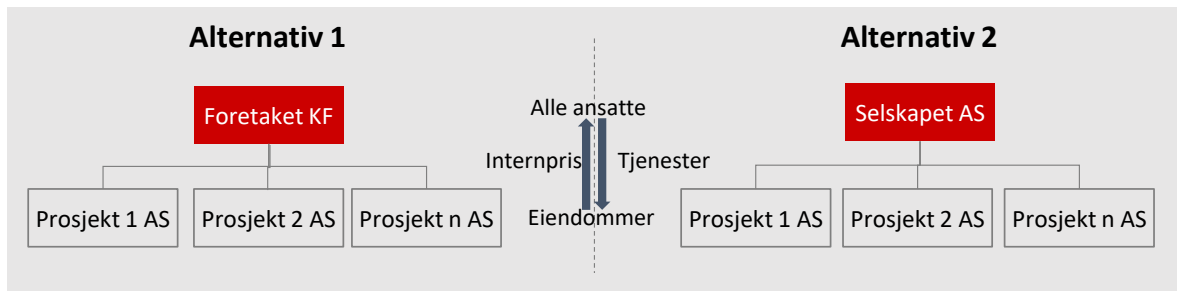 Alternativ 1
Alternativ 2
Foretaket KF
Alle ansatte
Selskapet AS
Internpris
Tjenester
Prosjekt 1 AS
Prosjekt 2 AS
Prosjekt n AS
Eiendommer
Prosjekt 1 AS
Prosjekt 2 AS
Prosjekt n AS